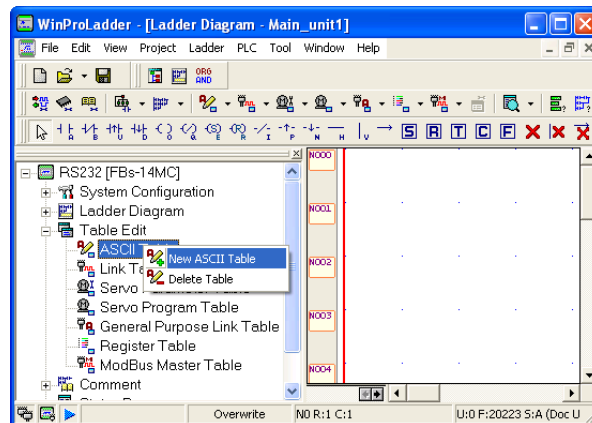 WinProLadder - [Ladder Diagram - Main_unit1]
File Edit View Project Ladder PLC Tool Window Help
ORG AND
S R T C F
RS232 [FBs-14MC]
System Configuration
Ladder Diagram
Table Edit
ASCII
New ASCII Table
Link Ta
Delete Table
Servo
Servo Program Table
General Purpose Link Table
Register Table
ModBus Master Table
Comment
N000
N001
N002
N003
N004
Overwrite N0 R:1 C:1 U:0 F:20223 S:A (Doc U